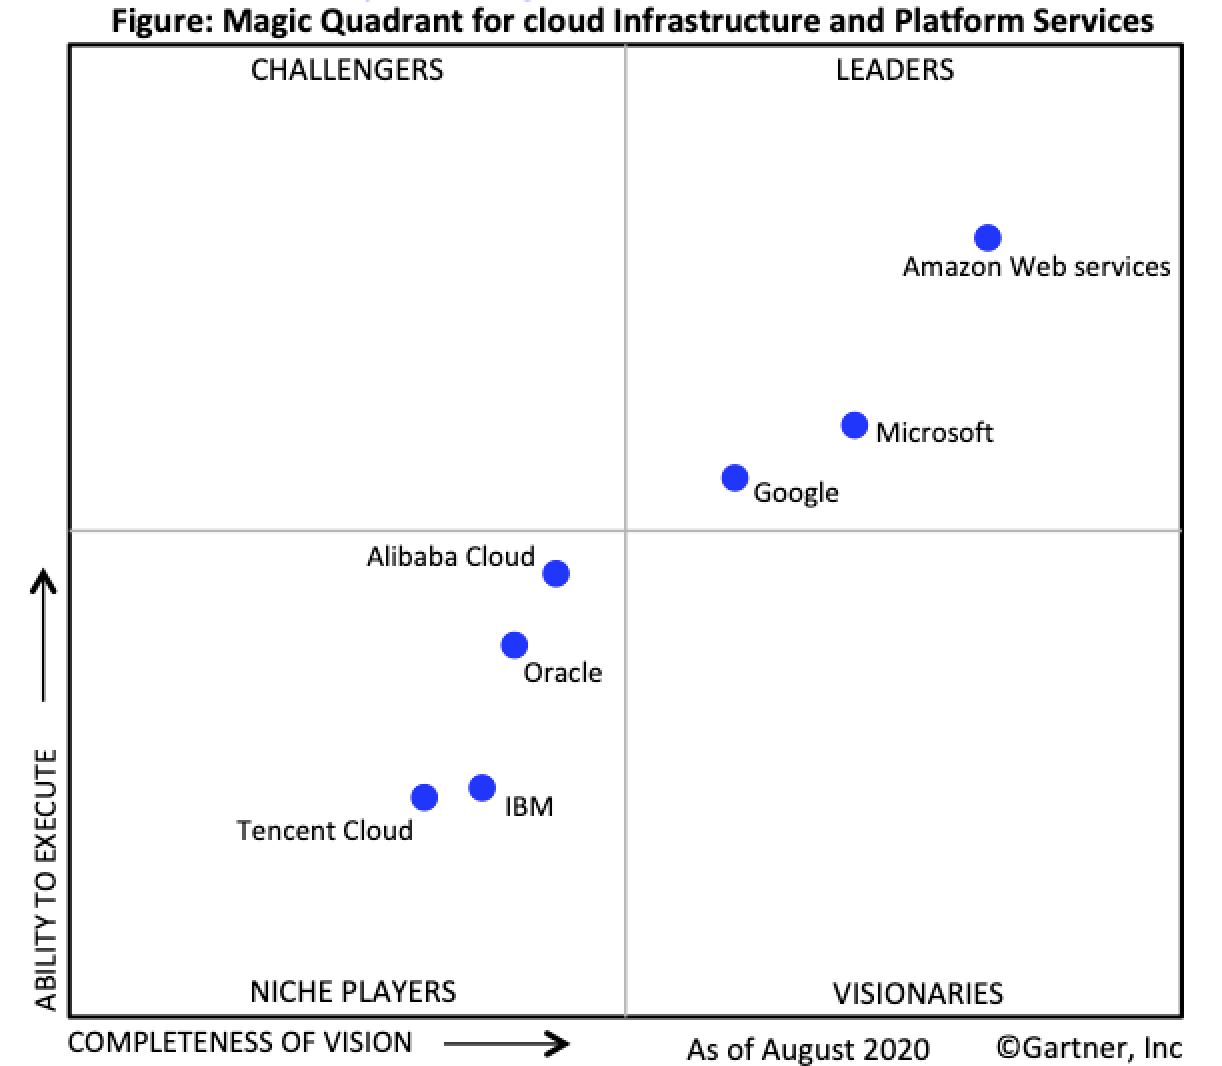 Figure: Magic Quadrant for cloud Infrastructure and Platform Services
CHALLENGERS
LEADERS
Amazon Web services
Microsoft
Google
Alibaba Cloud
Oracle
IBM
Tencent Cloud
ABILITY TO EXECUTE
NICHE PLAYERS
VISIONARIES
COMPLETENESS OF VISION
As of August 2020
©Gartner, Inc